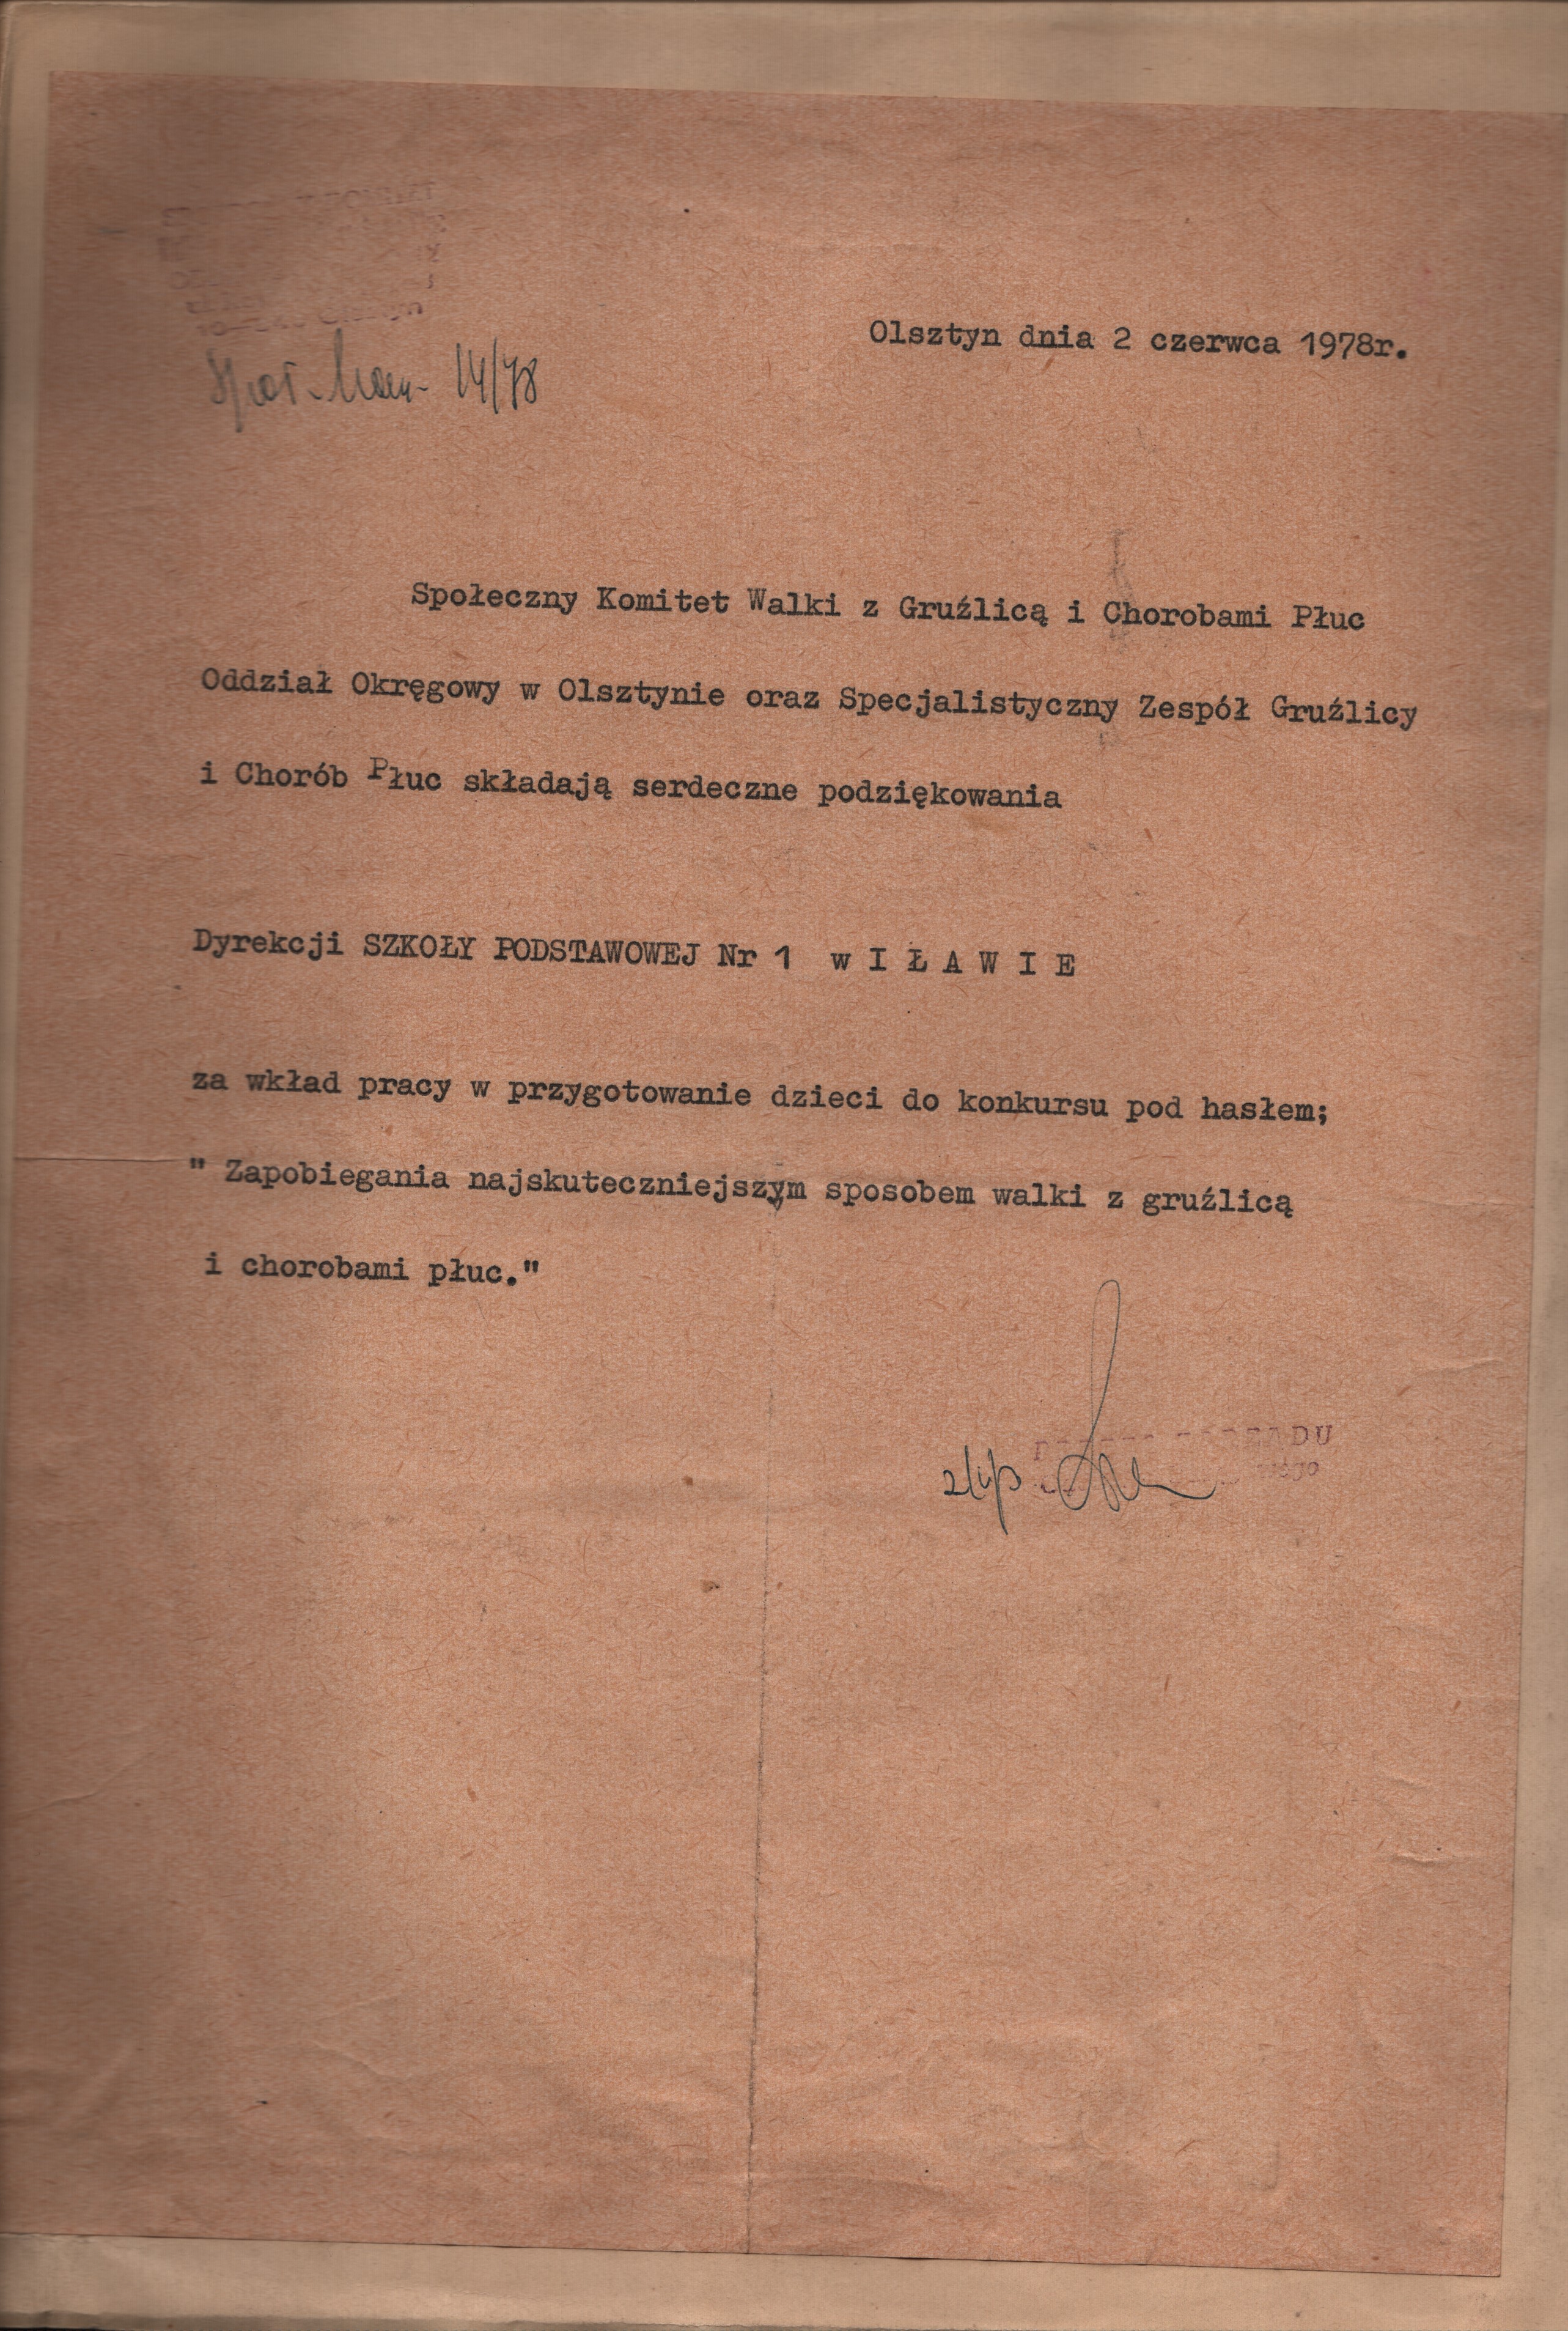 14/78
Olsztyn dnia 2 czerwca 1978r.
Społeczny Komitet Walki z Gruźlicą i Chorobami Płuc
Oddział Okręgowy w Olsztynie oraz Specjalistyczny Zespół Gruźlicy
i Chorób Płuc składają serdeczne podziękowania
Dyrekcji SZKOŁY PODSTAWOWEJ Nr 1 w I Ł A W I E
za wkład pracy w przygotowanie dzieci do konkursu pod hasłem;
" Zapobiegania najskuteczniejszym sposobem walki z gruźlicą
i chorobami płuc."